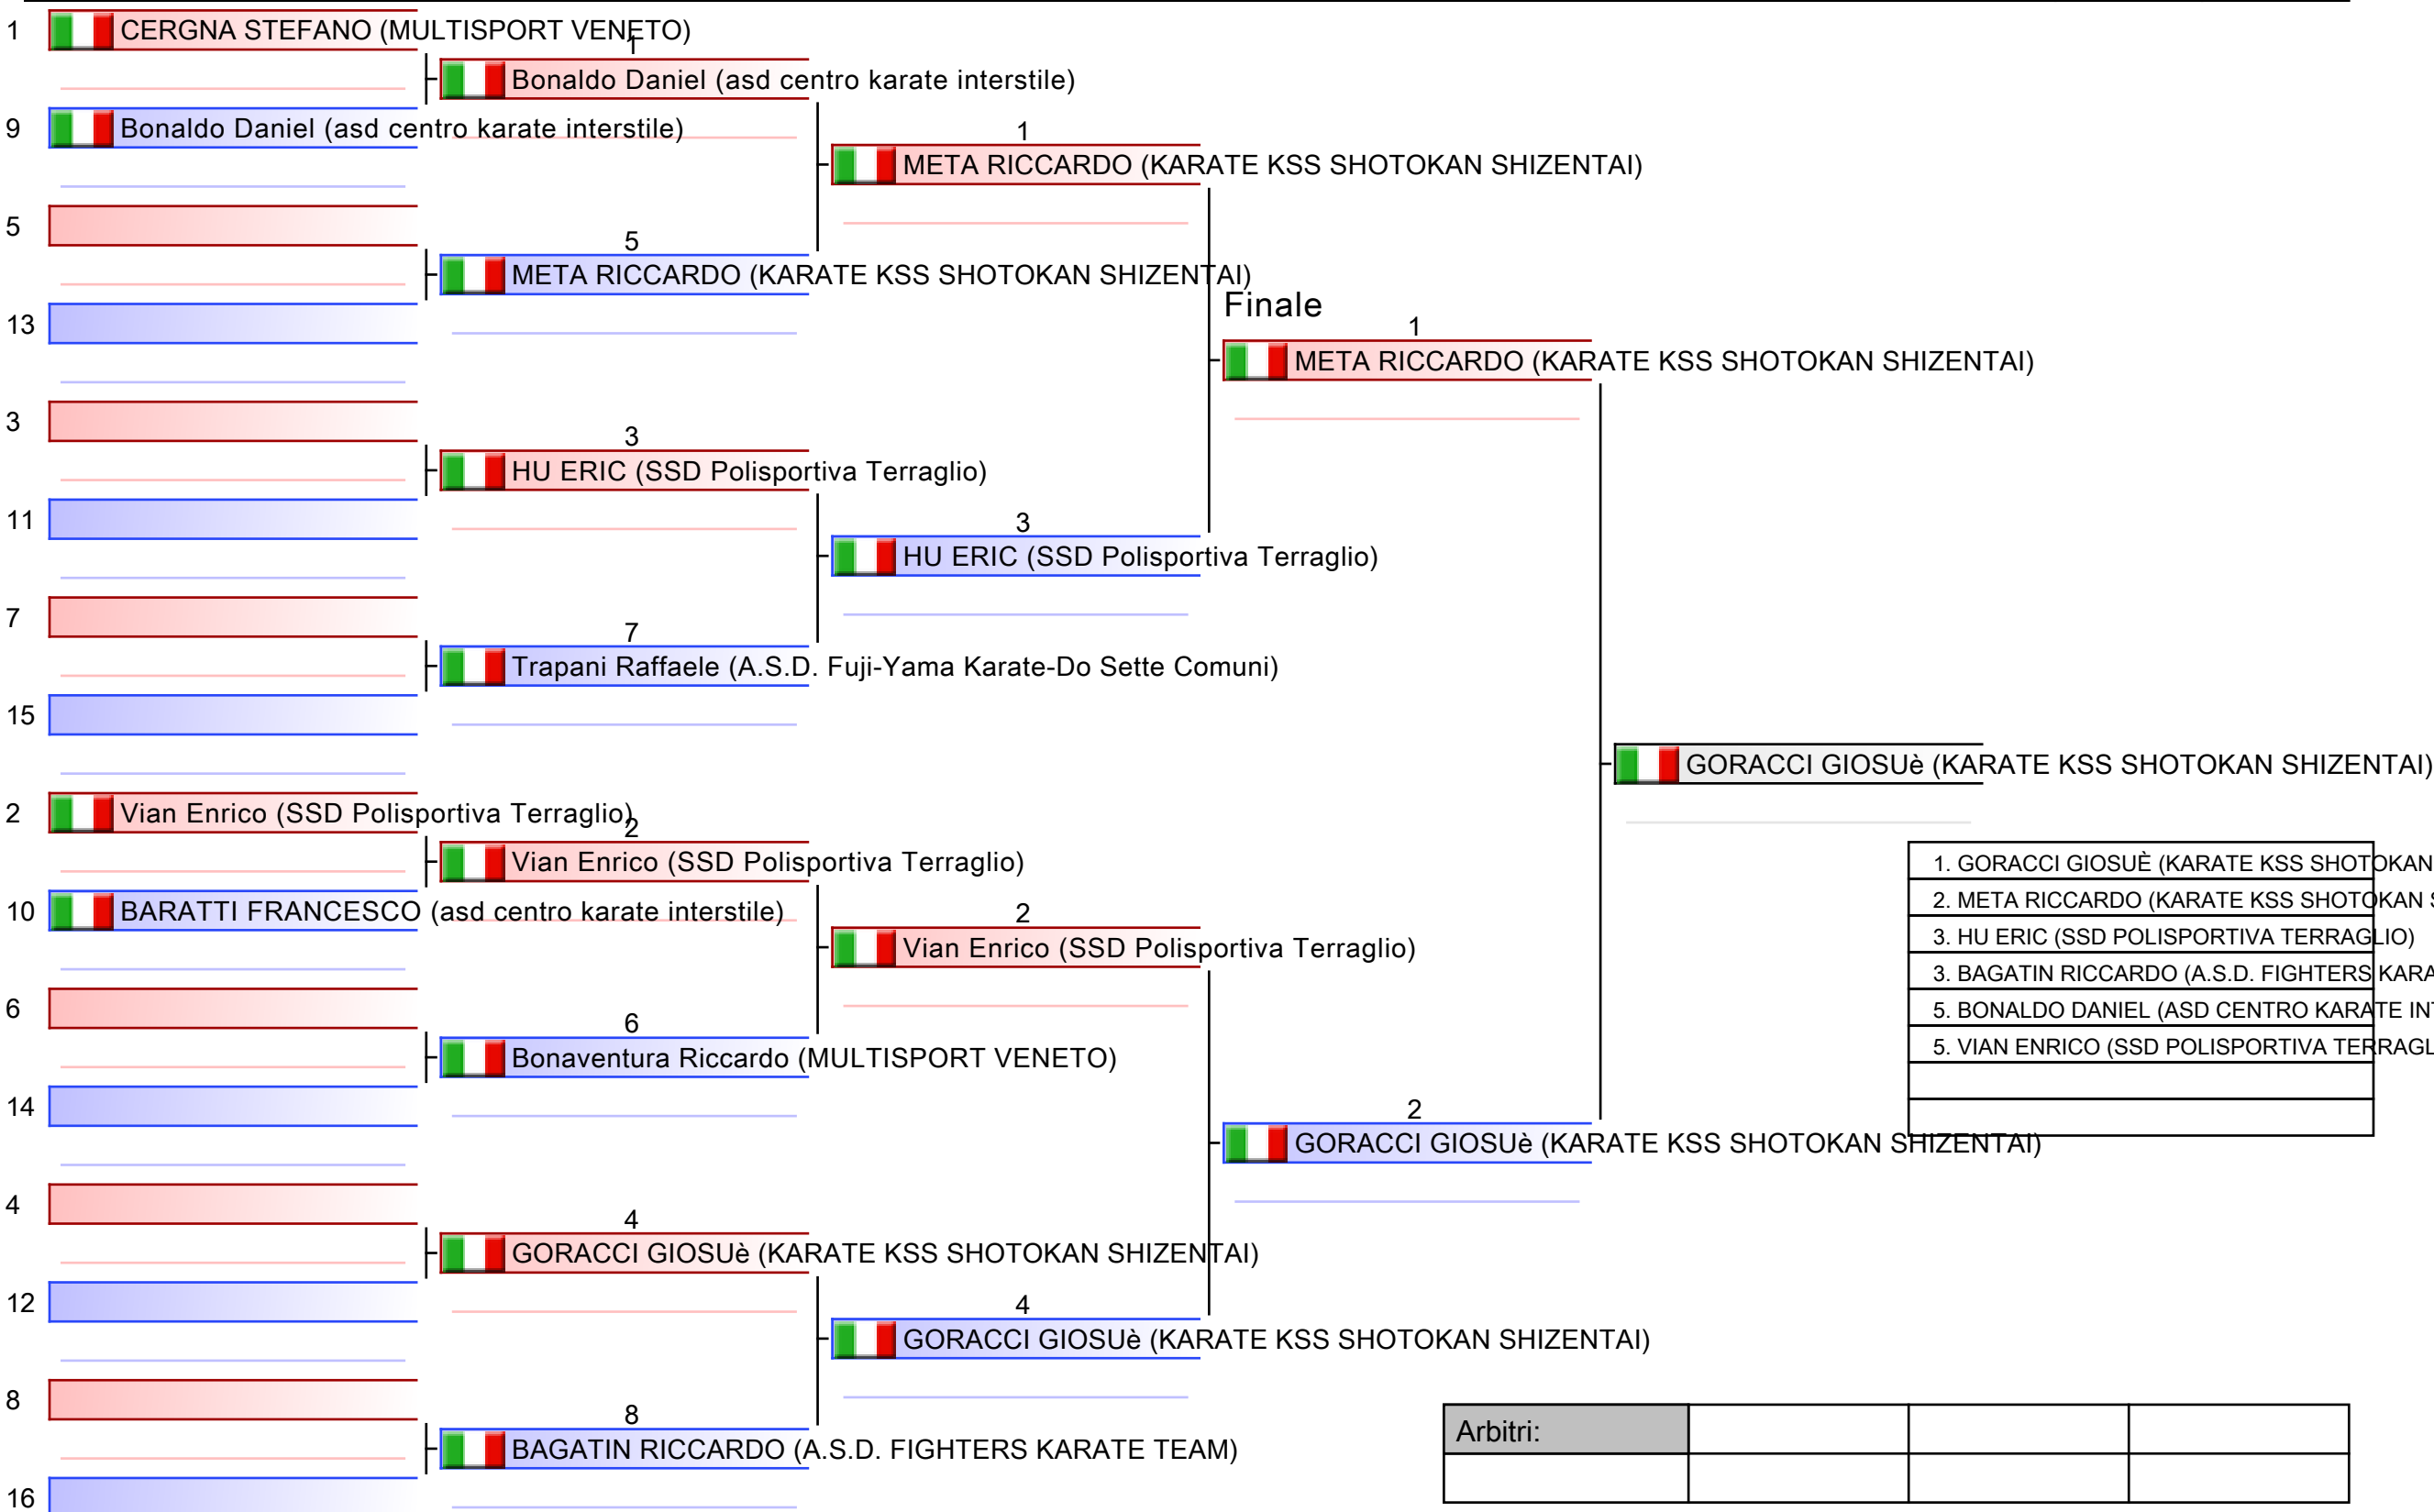 1 CERGNA STEFANO (MULTISPORT VENETO)
1
Bonaldo Daniel (asd centro karate interstile)
9 Bonaldo Daniel (asd centro karate interstile)
1
META RICCARDO (KARATE KSS SHOTOKAN SHIZENTAI)
5
5
META RICCARDO (KARATE KSS SHOTOKAN SHIZENTAI)
Finale
13
1
META RICCARDO (KARATE KSS SHOTOKAN SHIZENTAI)
3
3
HU ERIC (SSD Polisportiva Terraglio)
11
3
HU ERIC (SSD Polisportiva Terraglio)
7
7
Trapani Raffaele (A.S.D. Fuji-Yama Karate-Do Sette Comuni)
15
GORACCI GIOSUè (KARATE KSS SHOTOKAN SHIZENTAI)
2 Vian Enrico (SSD Polisportiva Terraglio)
2
Vian Enrico (SSD Polisportiva Terraglio)
1. GORACCI GIOSUÈ (KARATE KSS SHOTOKAN
2. META RICCARDO (KARATE KSS SHOTOKAN S
3. HU ERIC (SSD POLISPORTIVA TERRAGLIO)
3. BAGATIN RICCARDO (A.S.D. FIGHTERS KARA
5. BONALDO DANIEL (ASD CENTRO KARATE INT
5. VIAN ENRICO (SSD POLISPORTIVA TERRAGL
10 BARATTI FRANCESCO (asd centro karate interstile)
2
Vian Enrico (SSD Polisportiva Terraglio)
6
6
Bonaventura Riccardo (MULTISPORT VENETO)
14
2
GORACCI GIOSUè (KARATE KSS SHOTOKAN SHIZENTAI)
4
4
GORACCI GIOSUè (KARATE KSS SHOTOKAN SHIZENTAI)
12
4
GORACCI GIOSUè (KARATE KSS SHOTOKAN SHIZENTAI)
8
8
BAGATIN RICCARDO (A.S.D. FIGHTERS KARATE TEAM)
Arbitri:
16